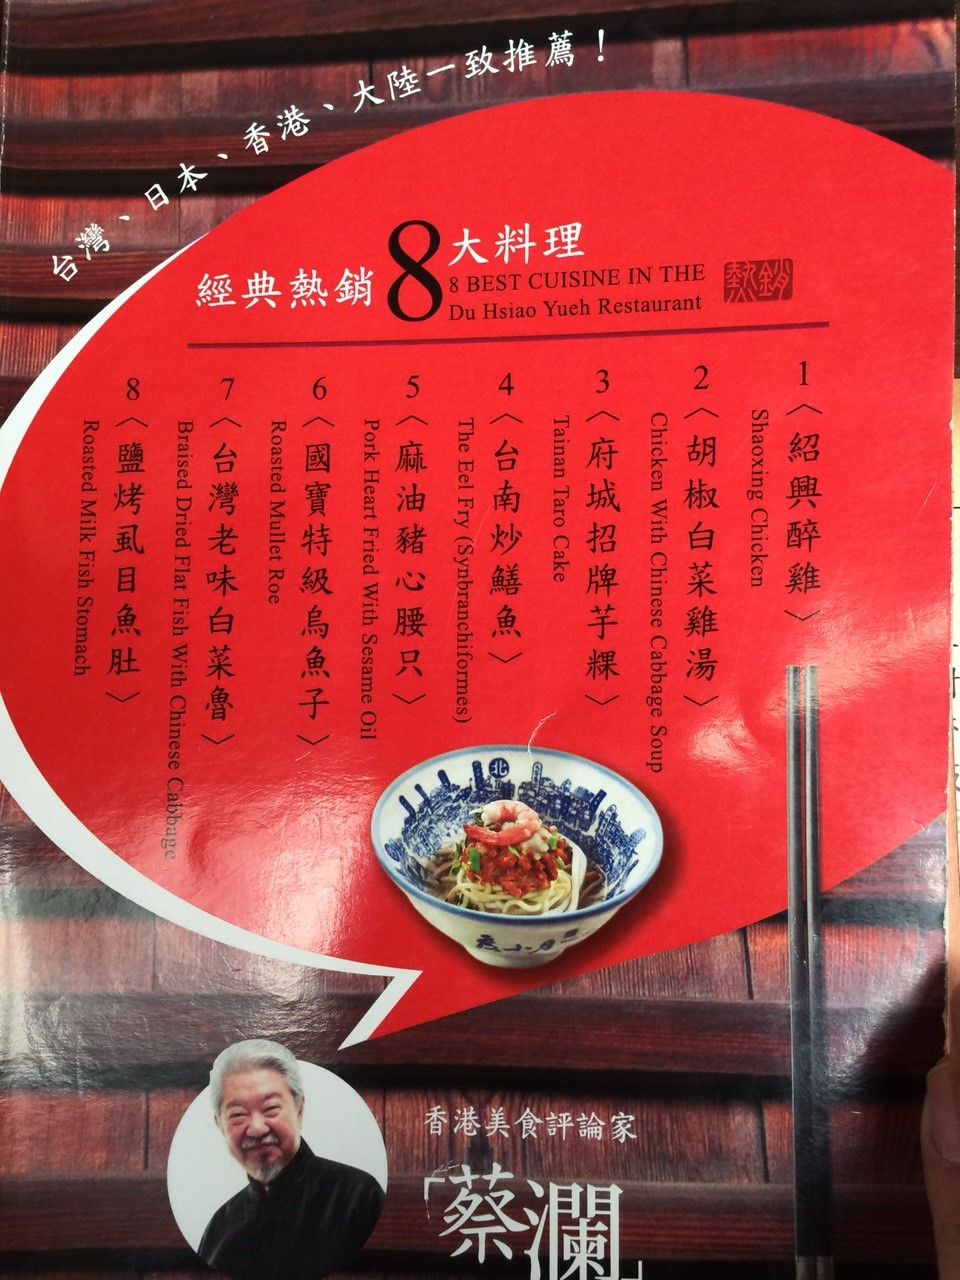 台灣、日本、香港、大陸一致推薦！
經典熱銷8大料理
8 BEST CUISINE IN THE
Du Hsiao Yueh Restaurant
熱銷
1〈紹興醉雞〉
Shaoxing Chicken
2〈胡椒白菜雞湯〉
Chicken With Chinese Cabbage Soup
3〈府城招牌芋粿〉
Tainan Taro Cake
4〈台南炒鱔魚〉
The Eel Fry (Synbranchiformes)
5〈麻油豬心腰只〉
Pork Heart Fried With Sesame Oil
6〈國寶特級烏魚子〉
Roasted Mullet Roe
7〈台灣老味白菜魯〉
Braised Dried Flat Fish With Chinese Cabbage
8〈鹽烤虱目魚肚〉
Roasted Milk Fish Stomach
北
香港美食評論家
「蔡瀾」